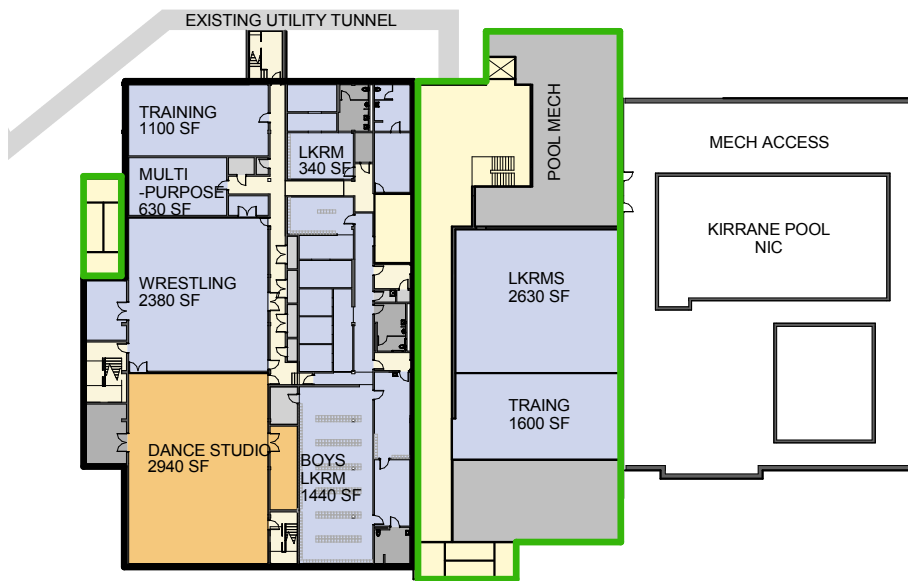 EXISTING UTILITY TUNNEL
TRAINING
1100 SF
LKRM
340 SF
MULTI
-PURPOSE
630 SF
POOL MECH
MECH ACCESS
KIRRANE POOL
NIC
WRESTLING
2380 SF
LKRMS
2630 SF
TRAING
1600 SF
DANCE STUDIO
2940 SF
BOYS
LKRM
1440 SF